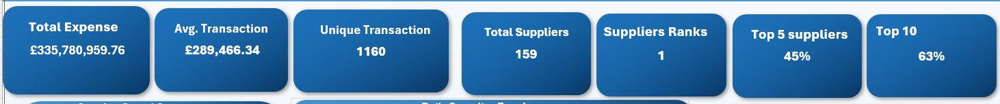 Total Expense
£335,780,959.76
Avg. Transaction
£289,466.34
Unique Transaction
1160
Total Suppliers
159
Suppliers Ranks
1
Top 5 suppliers
45%
Top 10
63%